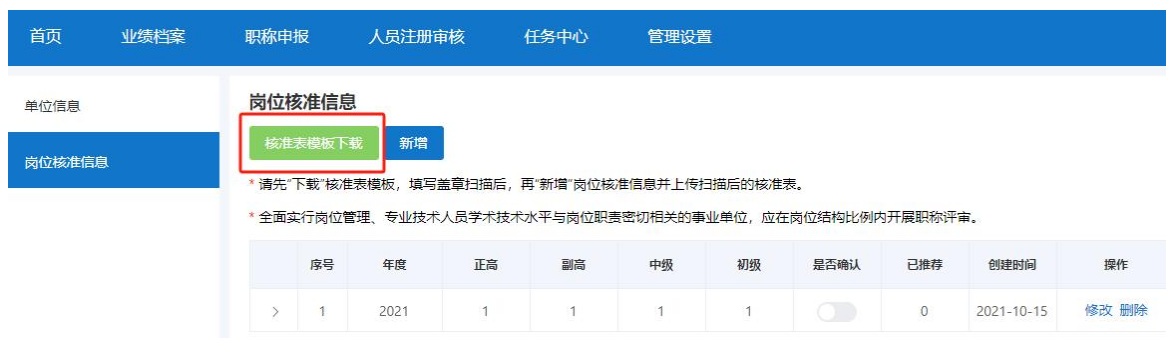 首页 业绩档案 职称申报 人员注册审核 任务中心 管理设置
单位信息
岗位核准信息
岗位核准信息
核准表模板下载 新增
* 请先“下载”核准表模板，填写盖章扫描后，再“新增”岗位核准信息并上传扫描后的核准表。
* 全面实行岗位管理、专业技术人员学术技术水平与岗位职责密切相关的事业单位，应在岗位结构比例内开展职称评审。
序号 年度 正高 副高 中级 初级 是否确认 已推荐 创建时间 操作
> 1 2021 1 1 1 1 0 2021-10-15 修改 删除